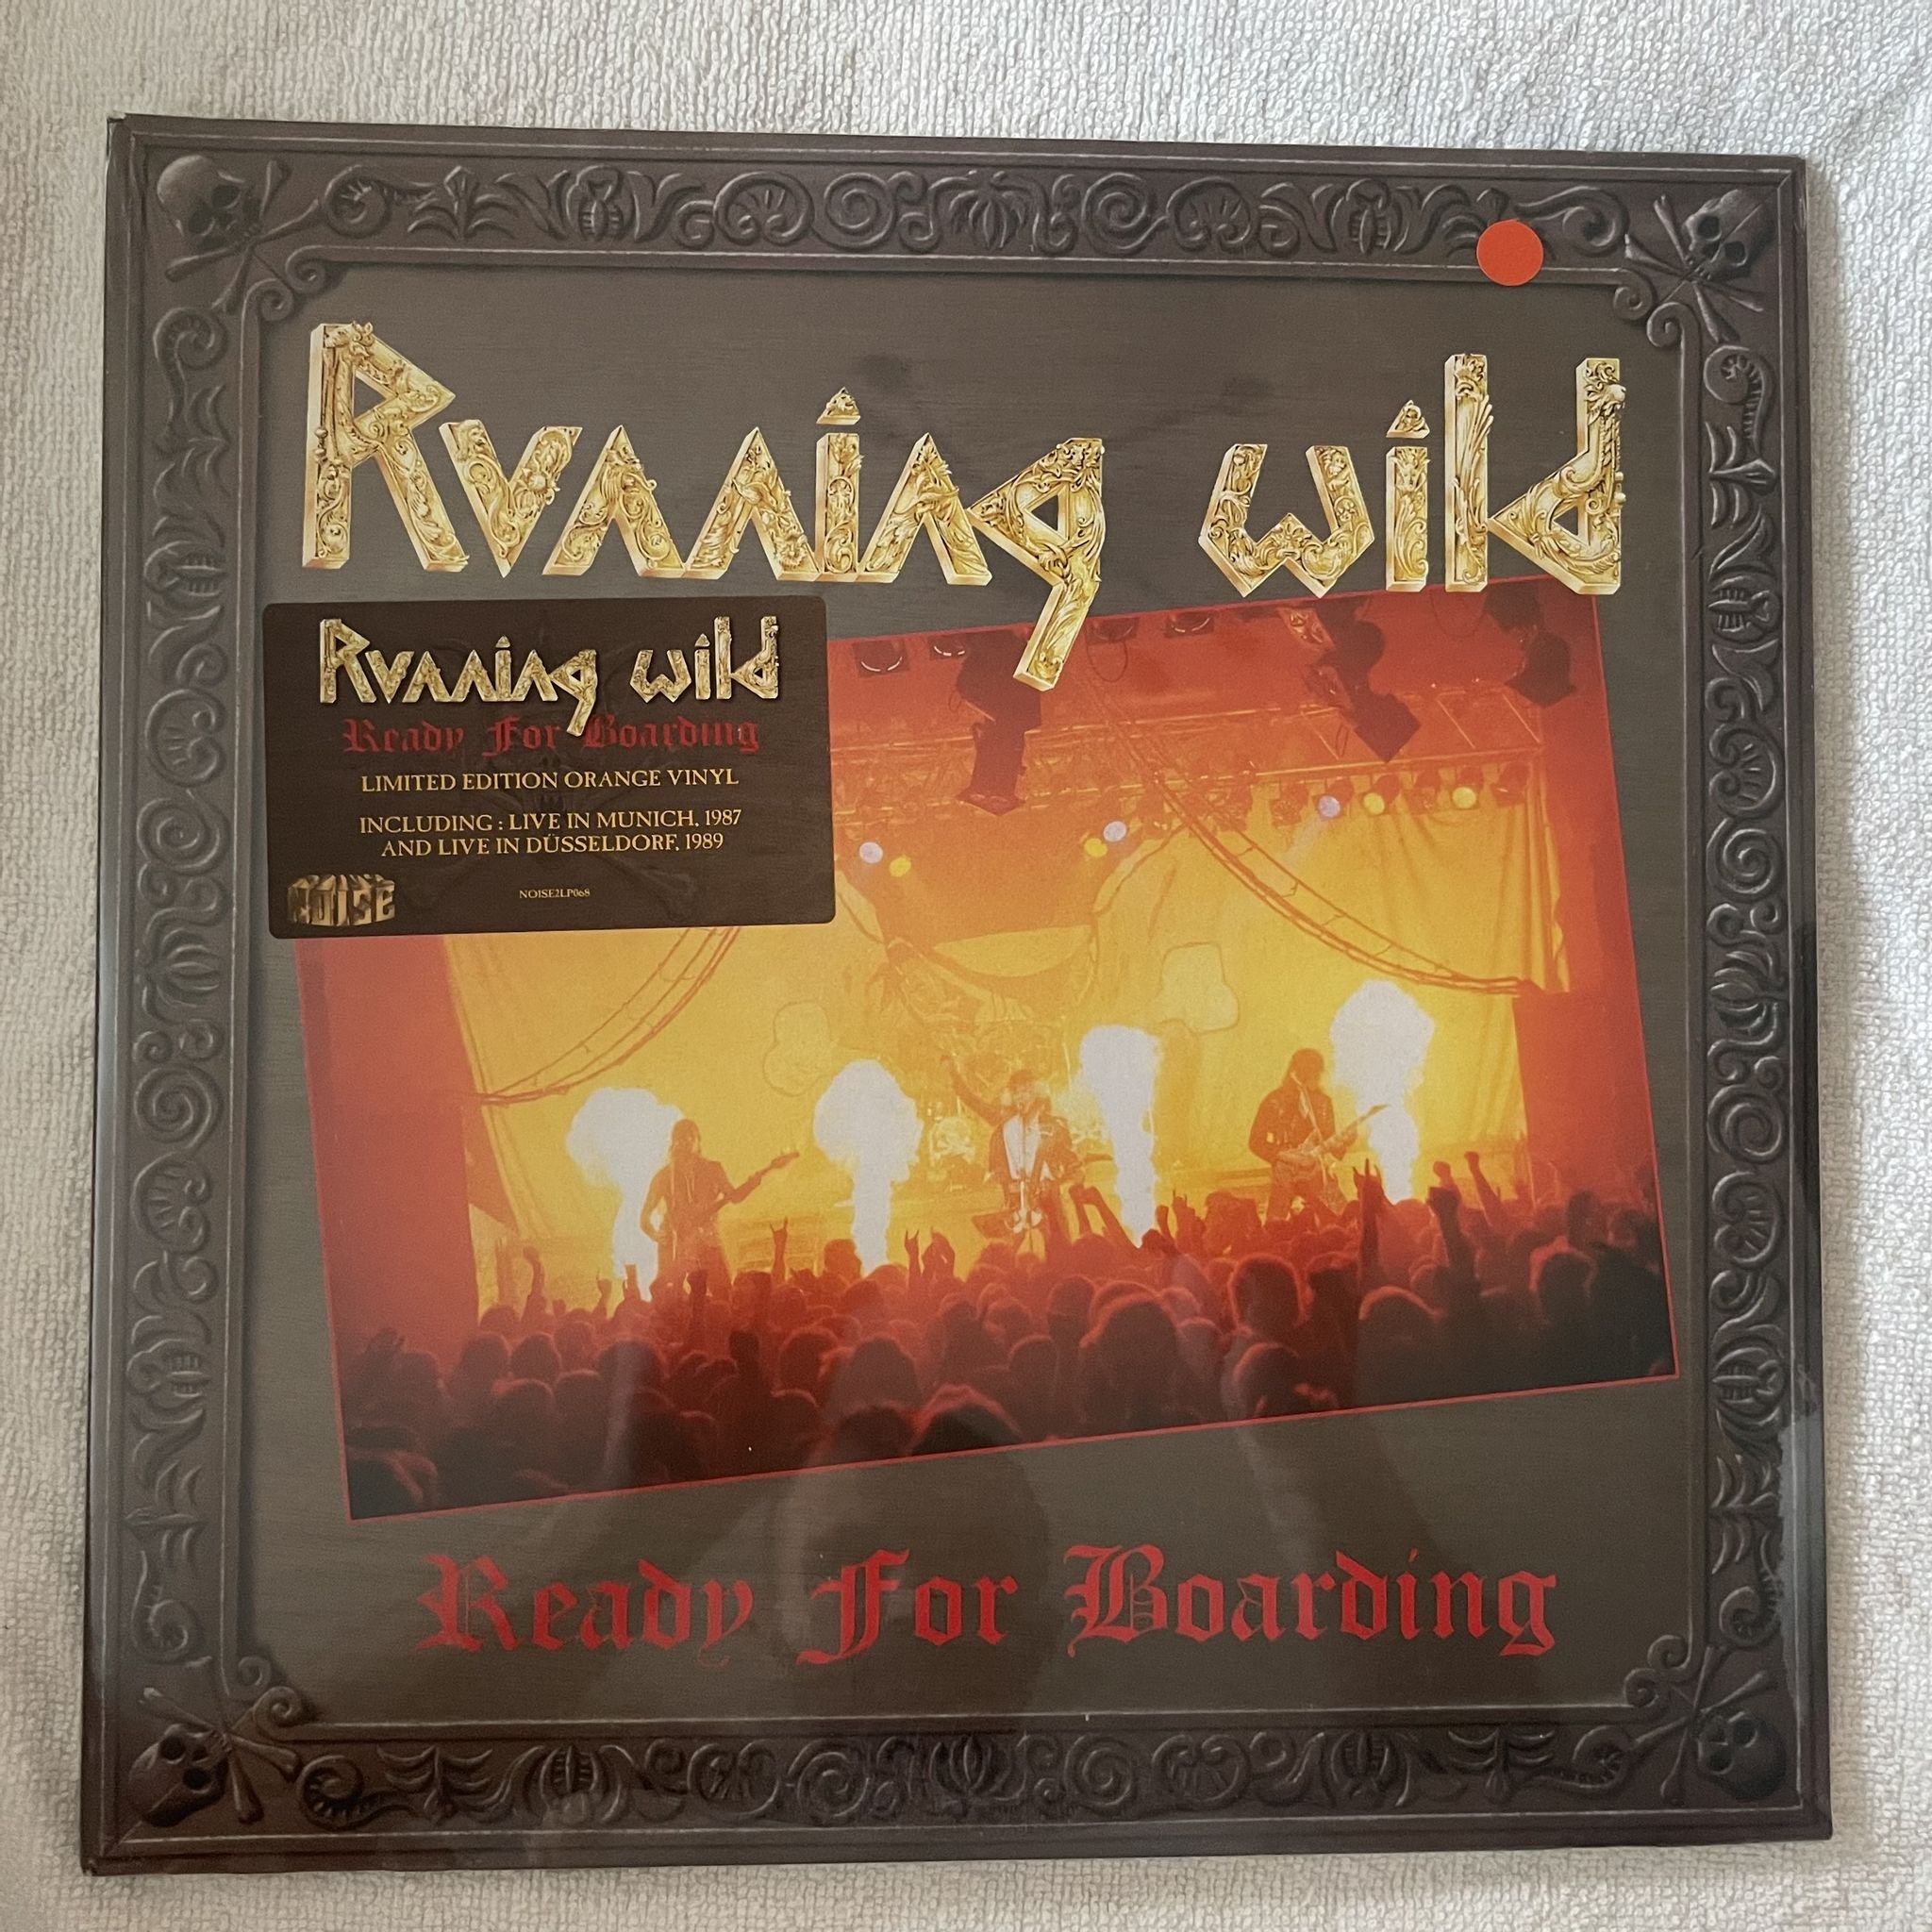 Running wild
Running wild
Ready For Boarding
LIMITED EDITION ORANGE VINYL
INCLUDING : LIVE IN MUNICH, 1987
AND LIVE IN DÜSSELDORF, 1989
NOISE
NOISE2LP068
Ready For Boarding